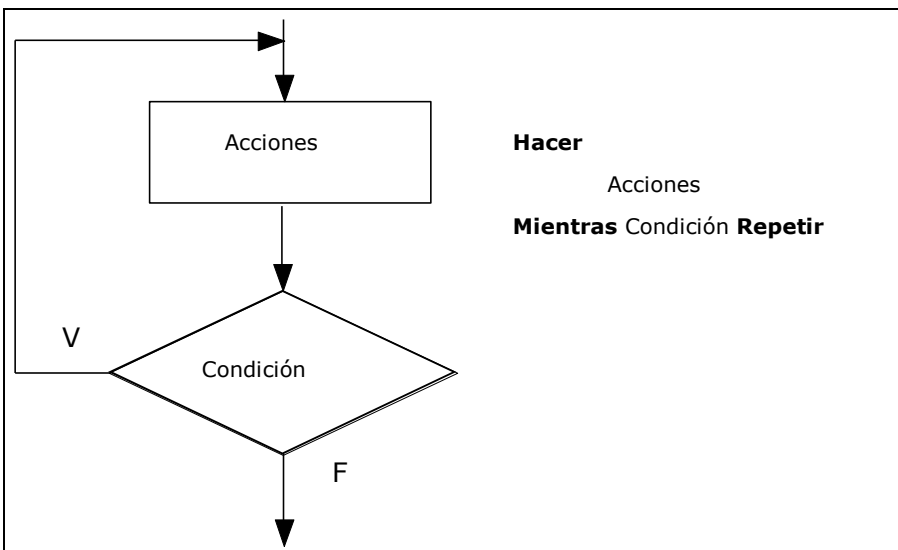 Acciones
Hacer
Acciones
Mientras Condición Repetir
V
Condición
F